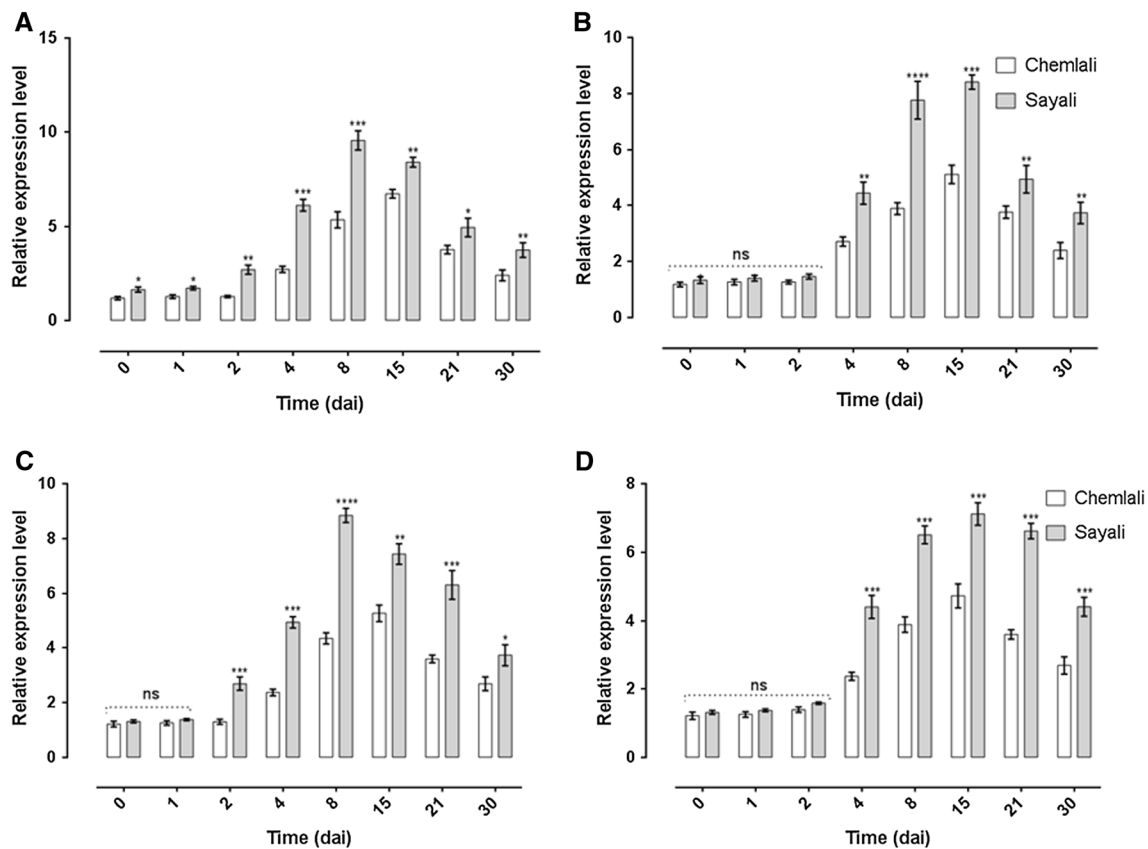 A
Relative expression level
15
10
5
0
* * ** *** *** ** * **
0 1 2 4 8 15 21 30
Time (dai)
B
Relative expression level
10
8
6
4
2
0
ns
** **** *** ** **
Chemlali
Sayali
0 1 2 4 8 15 21 30
Time (dai)
C
Relative expression level
10
8
6
4
2
0
ns
*** *** **** ** *** *
0 1 2 4 8 15 21 30
Time (dai)
D
Relative expression level
8
6
4
2
0
ns
*** *** *** *** ***
Chemlali
Sayali
0 1 2 4 8 15 21 30
Time (dai)